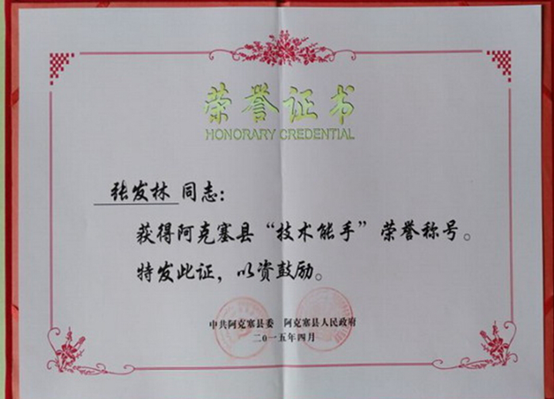 荣誉证书
HONORARY CREDENTIAL
张发林 同志：
获得阿克塞县“技术能手”荣誉称号。
特发此证，以资鼓励。
中共阿克塞县委 阿克塞县人民政府
二〇一五年四月